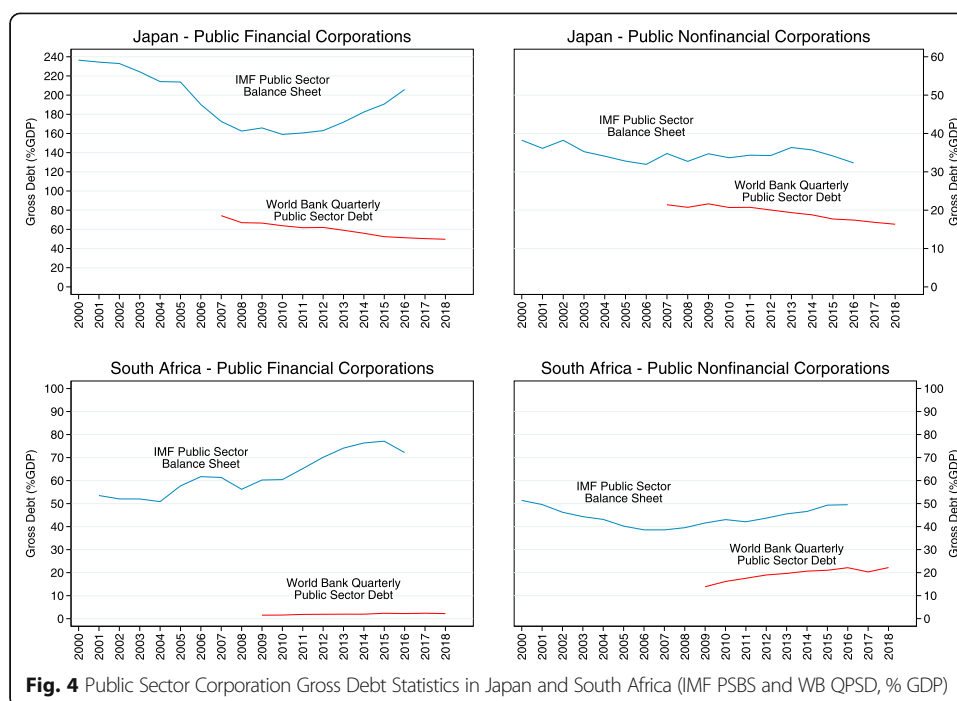 Japan - Public Financial Corporations
Gross Debt (%GDP)
240
220
200
180
160
140
120
100
80
60
40
20
0
IMF Public Sector
Balance Sheet
World Bank Quarterly
Public Sector Debt
2000 2001 2002 2003 2004 2005 2006 2007 2008 2009 2010 2011 2012 2013 2014 2015 2016 2017 2018
Japan - Public Nonfinancial Corporations
IMF Public Sector
Balance Sheet
World Bank Quarterly
Public Sector Debt
60
50
40
30
20
10
0
Gross Debt (%GDP)
2000 2001 2002 2003 2004 2005 2006 2007 2008 2009 2010 2011 2012 2013 2014 2015 2016 2017 2018
South Africa - Public Financial Corporations
Gross Debt (%GDP)
100
90
80
70
60
50
40
30
20
10
0
IMF Public Sector
Balance Sheet
World Bank Quarterly
Public Sector Debt
2000 2001 2002 2003 2004 2005 2006 2007 2008 2009 2010 2011 2012 2013 2014 2015 2016 2017 2018
South Africa - Public Nonfinancial Corporations
IMF Public Sector
Balance Sheet
World Bank Quarterly
Public Sector Debt
100
90
80
70
60
50
40
30
20
10
0
Gross Debt (%GDP)
2000 2001 2002 2003 2004 2005 2006 2007 2008 2009 2010 2011 2012 2013 2014 2015 2016 2017 2018
Fig. 4 Public Sector Corporation Gross Debt Statistics in Japan and South Africa (IMF PSBS and WB QPSD, % GDP)